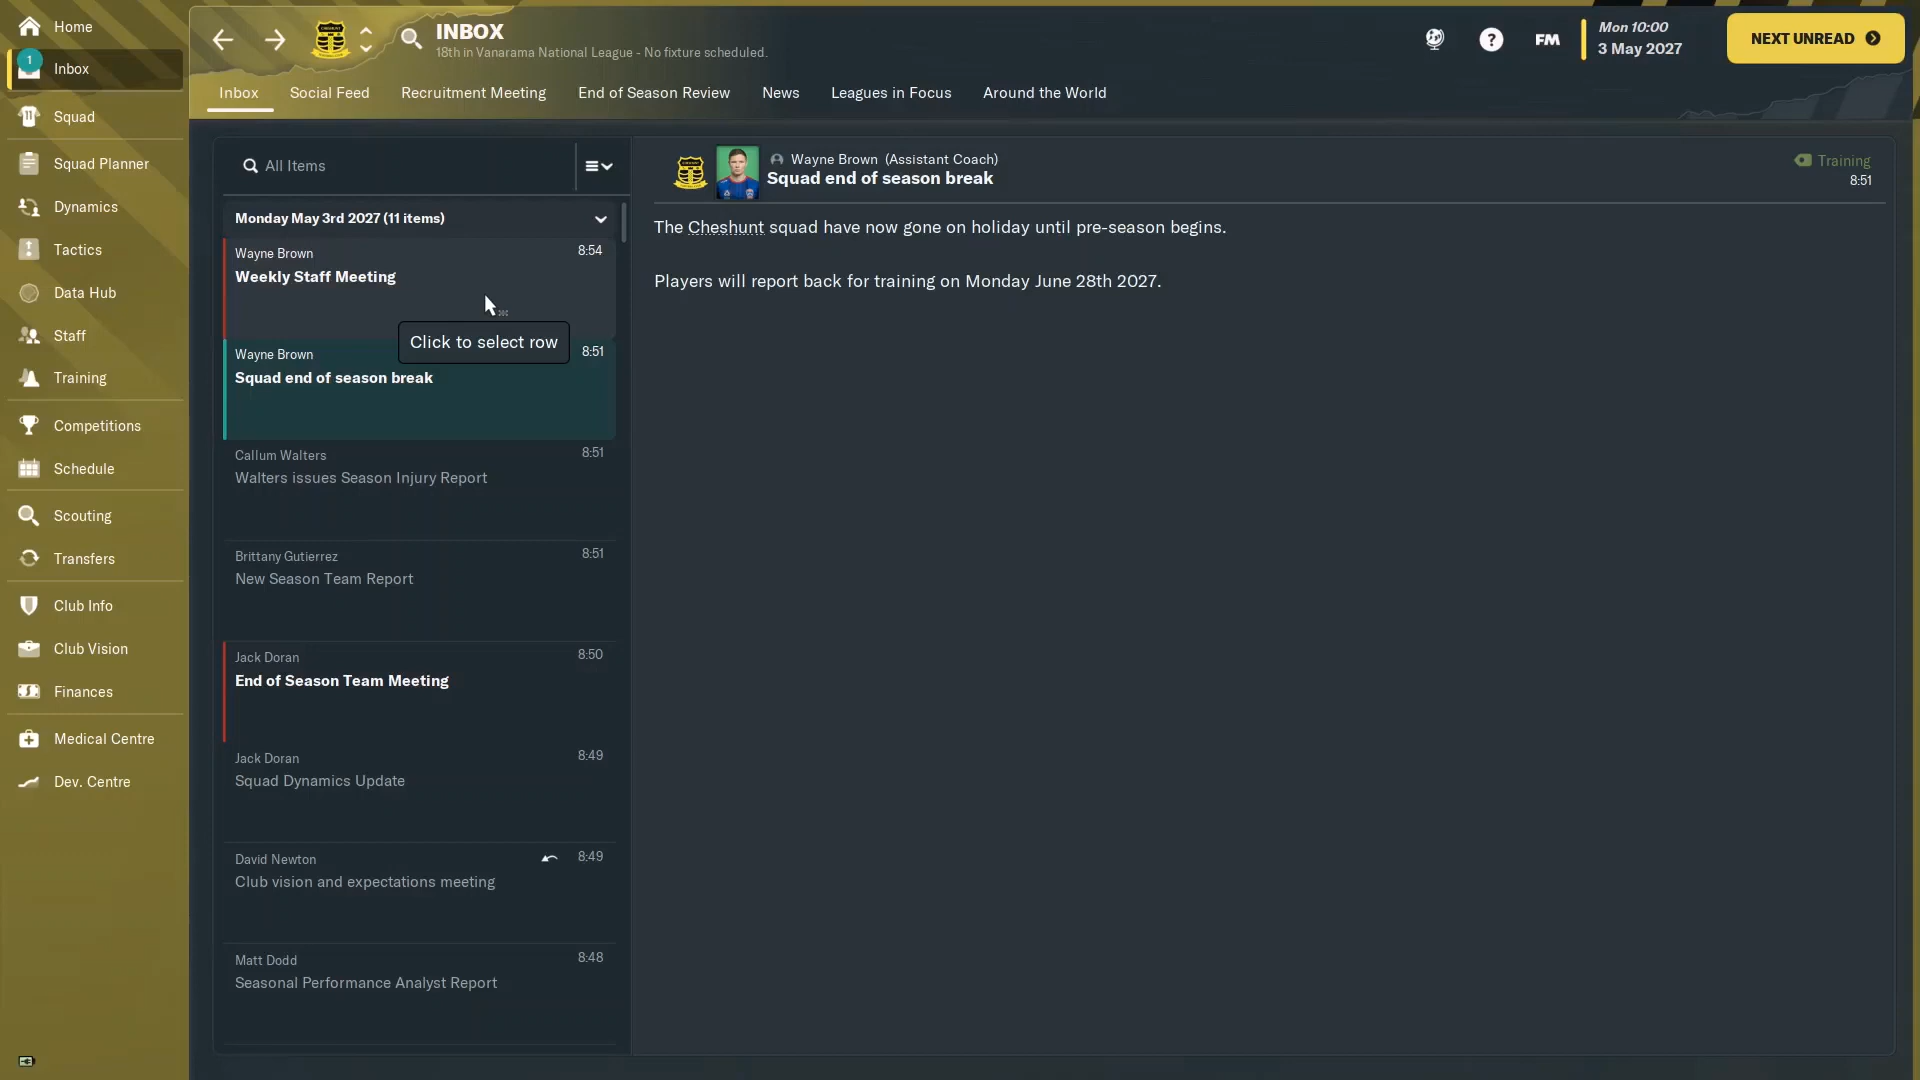 Home
1
Inbox
Squad
Squad Planner
Dynamics
Tactics
Data Hub
Staff
Training
Competitions
Schedule
Scouting
Transfers
Club Info
Club Vision
Finances
Medical Centre
Dev. Centre
INBOX
18th in Vanarama National League - No fixture scheduled.
FM
Mon 10:00
3 May 2027
NEXT UNREAD
Inbox
Social Feed
Recruitment Meeting
End of Season Review
News
Leagues in Focus
Around the World
All Items
Monday May 3rd 2027 (11 items)
Wayne Brown 8:54
Weekly Staff Meeting
Click to select row
Wayne Brown 8:51
Squad end of season break
Callum Walters 8:51
Walters issues Season Injury Report
Brittany Gutierrez 8:51
New Season Team Report
Jack Doran 8:50
End of Season Team Meeting
Jack Doran 8:49
Squad Dynamics Update
David Newton 8:49
Club vision and expectations meeting
Matt Dodd 8:48
Seasonal Performance Analyst Report
Wayne Brown (Assistant Coach)
Squad end of season break
Training
8:51
The Cheshunt squad have now gone on holiday until pre-season begins.
Players will report back for training on Monday June 28th 2027.